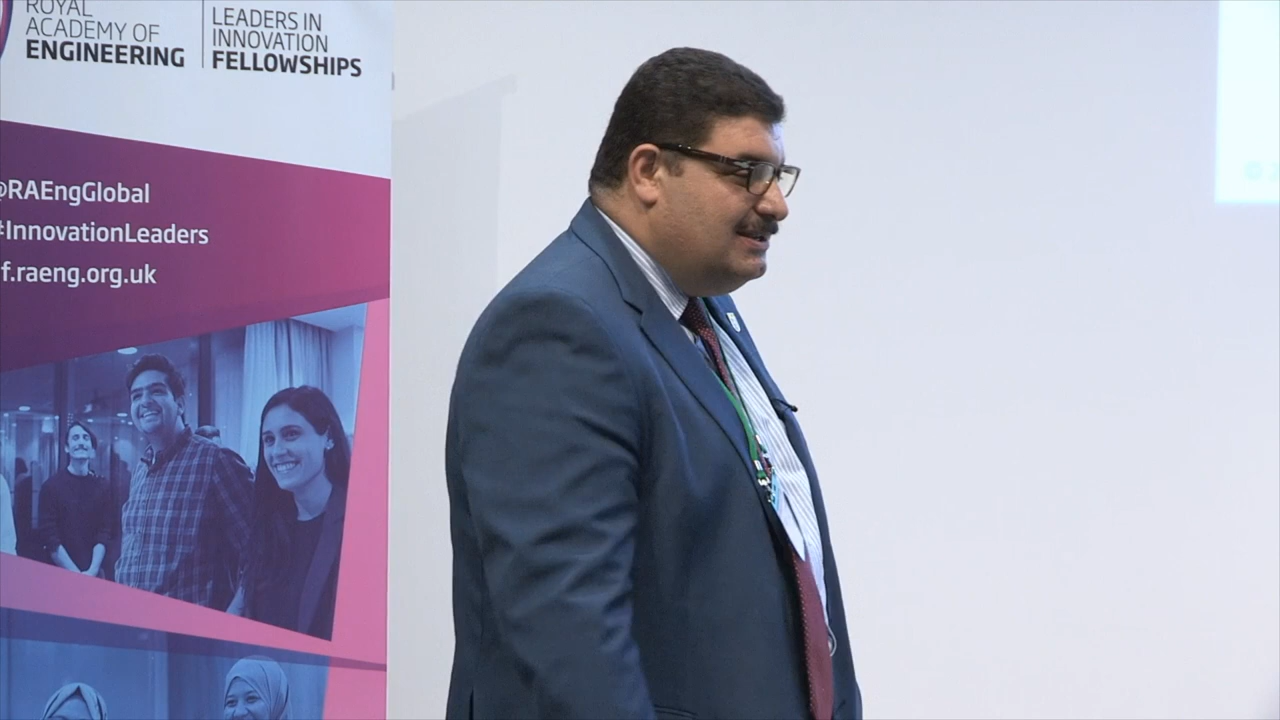 ROYAL
ACADEMY OF
ENGINEERING
LEADERS IN
INNOVATION
FELLOWSHIPS
@RAEngGlobal
#InnovationLeaders
f.raeng.org.uk